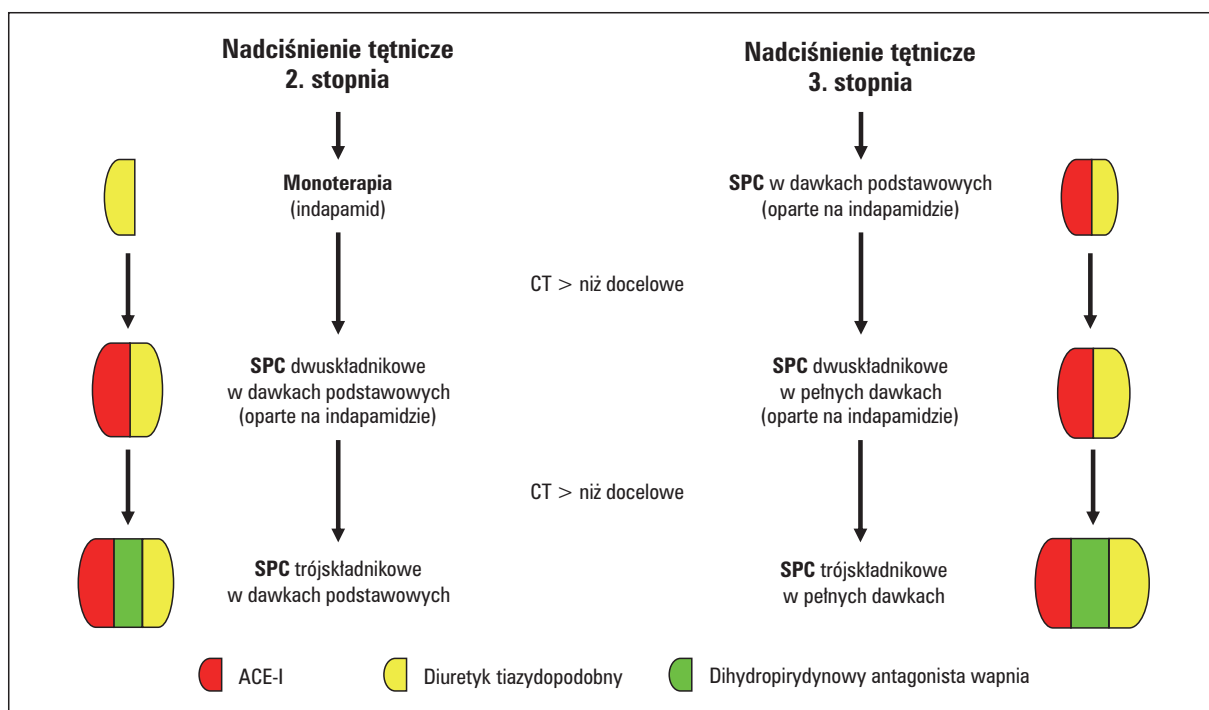 Nadciśnienie tętnicze
2. stopnia
Nadciśnienie tętnicze
3. stopnia
Monoterapia
(indapamid)
SPC w dawkach podstawowych
(oparte na indapamidzie)
CT > niż docelowe
SPC dwuskładnikowe
w dawkach podstawowych
(oparte na indapamidzie)
SPC dwuskładnikowe
w pełnych dawkach
(oparte na indapamidzie)
CT > niż docelowe
SPC trójskładnikowe
w dawkach podstawowych
SPC trójskładnikowe
w pełnych dawkach
ACE-I
Diuretyk tiazydopodobny
Dihydropirydynowy antagonista wapnia